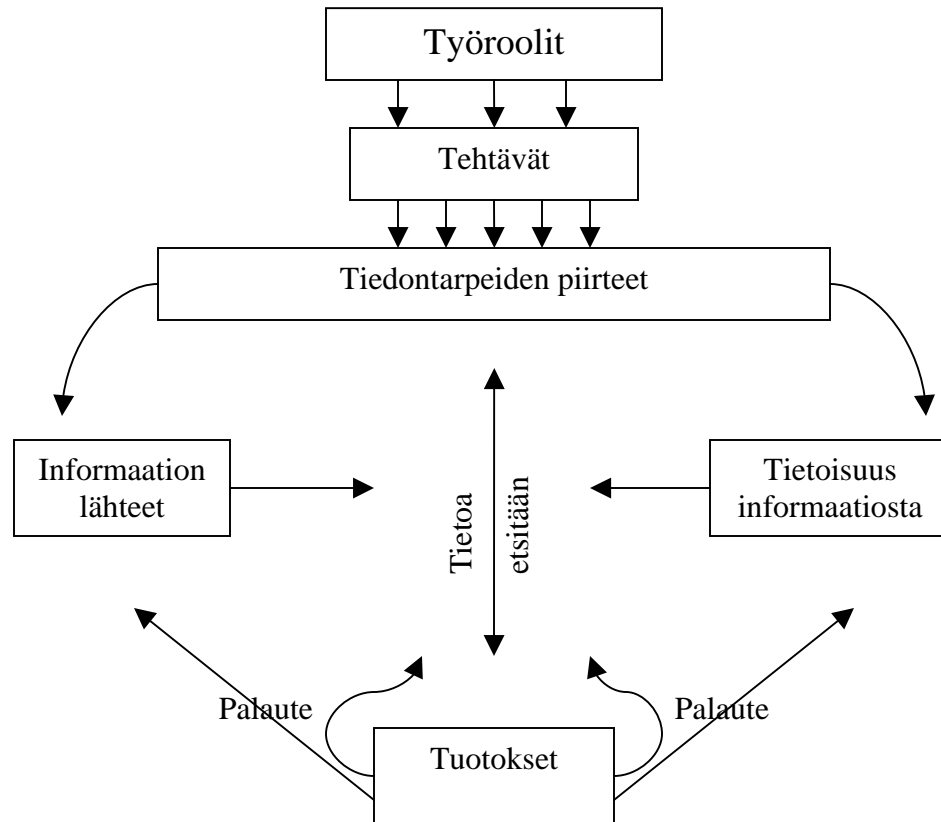 Työroolit
Tehtävät
Tiedontarpeiden piirteet
Informaation
lähteet
Tietoa
etsitään
Tietoisuus
informaatiosta
Palaute
Palaute
Tuotokset